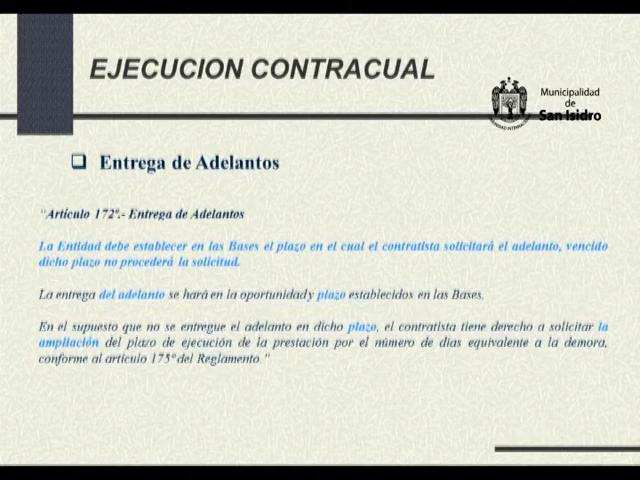 EJECUCION CONTRACUAL
Municipalidad
de
San Isidro
❑ Entrega de Adelantos
“Artículo 172º.- Entrega de Adelantos
La Entidad debe establecer en las Bases el plazo en el cual el contratista solicitará el adelanto, vencido
dicho plazo no procederá la solicitud.
La entrega del adelanto se hará en la oportunidad y plazo establecidos en las Bases.
En el supuesto que no se entregue el adelanto en dicho plazo, el contratista tiene derecho a solicitar la
ampliación del plazo de ejecución de la prestación por el número de días equivalente a la demora,
conforme al artículo 175º del Reglamento.”